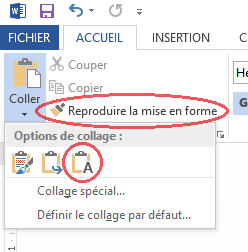 FICHIER ACCUEIL INSERTION
Coller
Couper
Copier
Reproduire la mise en forme
Options de collage :
A
Collage spécial...
Définir le collage par défaut...
He
G